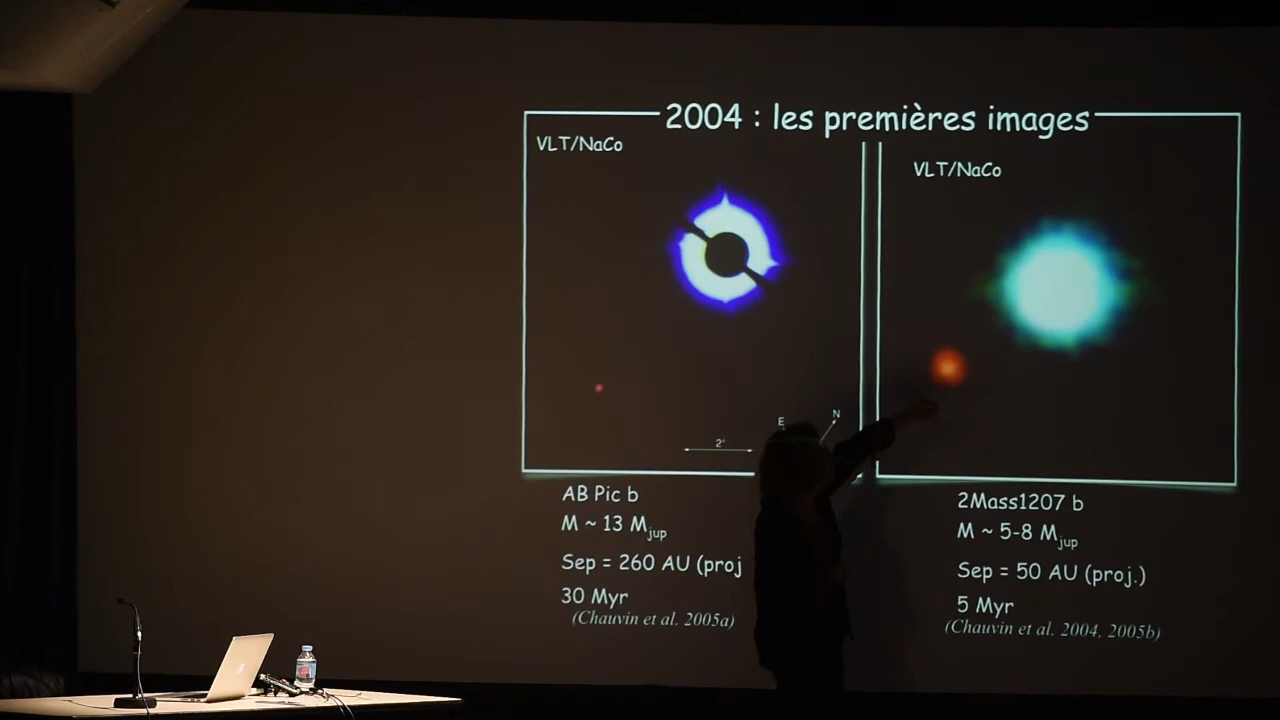 2004 : les premières images
VLT/NaCo
VLT/NaCo
E
N
2"
AB Pic b
M ~ 13 Mjup
Sep = 260 AU (proj
30 Myr
(Chauvin et al. 2005a)
2Mass1207 b
M ~ 5-8 Mjup
Sep = 50 AU (proj.)
5 Myr
(Chauvin et al. 2004, 2005b)